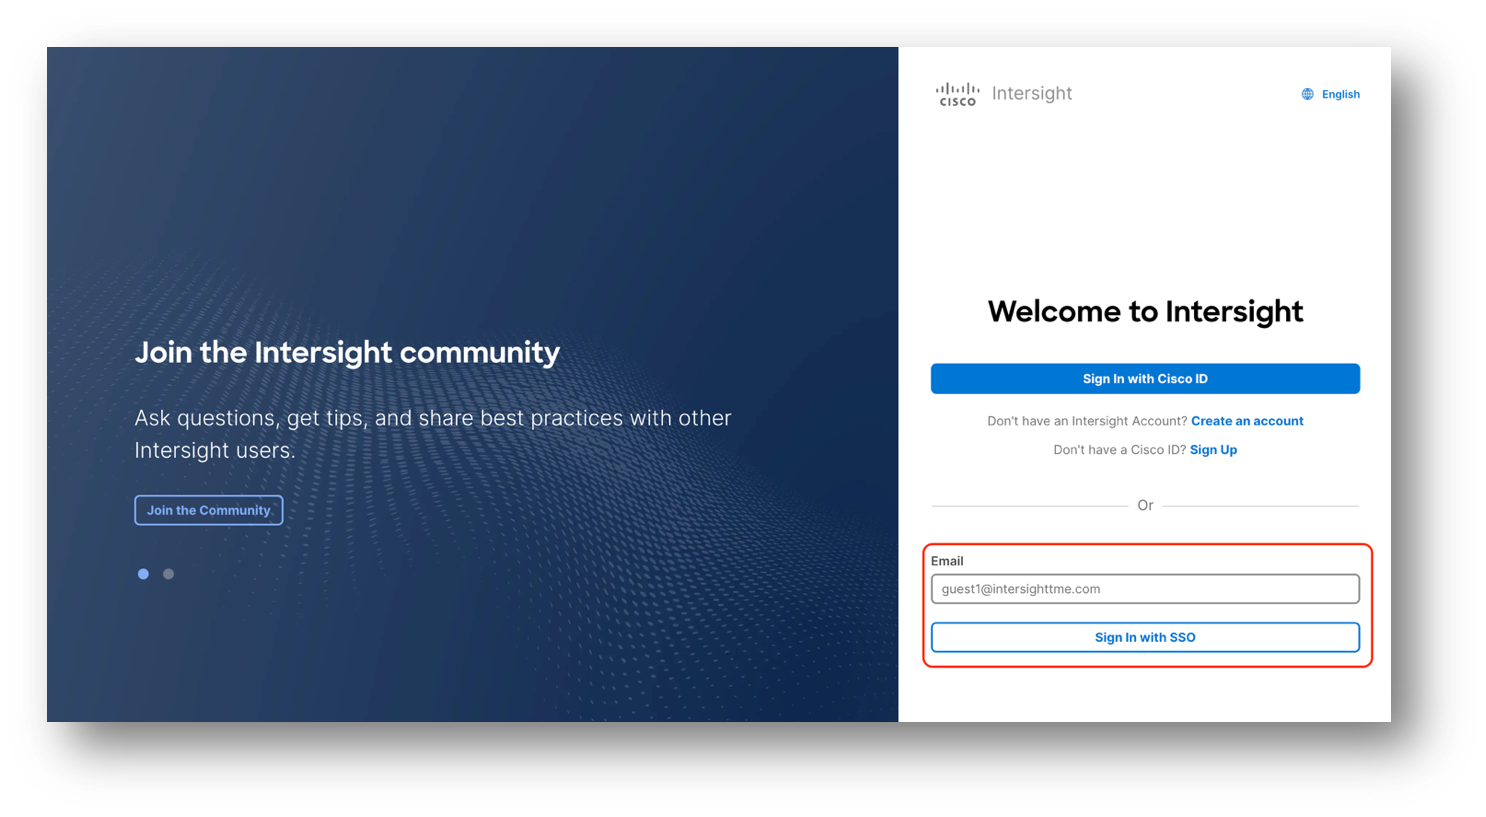 Join the Intersight community
Ask questions, get tips, and share best practices with other
Intersight users.
Join the Community
CISCO Intersight
English
Welcome to Intersight
Sign In with Cisco ID
Don't have an Intersight Account? Create an account
Don't have a Cisco ID? Sign Up
Or
Email
guest1@intersighttme.com
Sign In with SSO